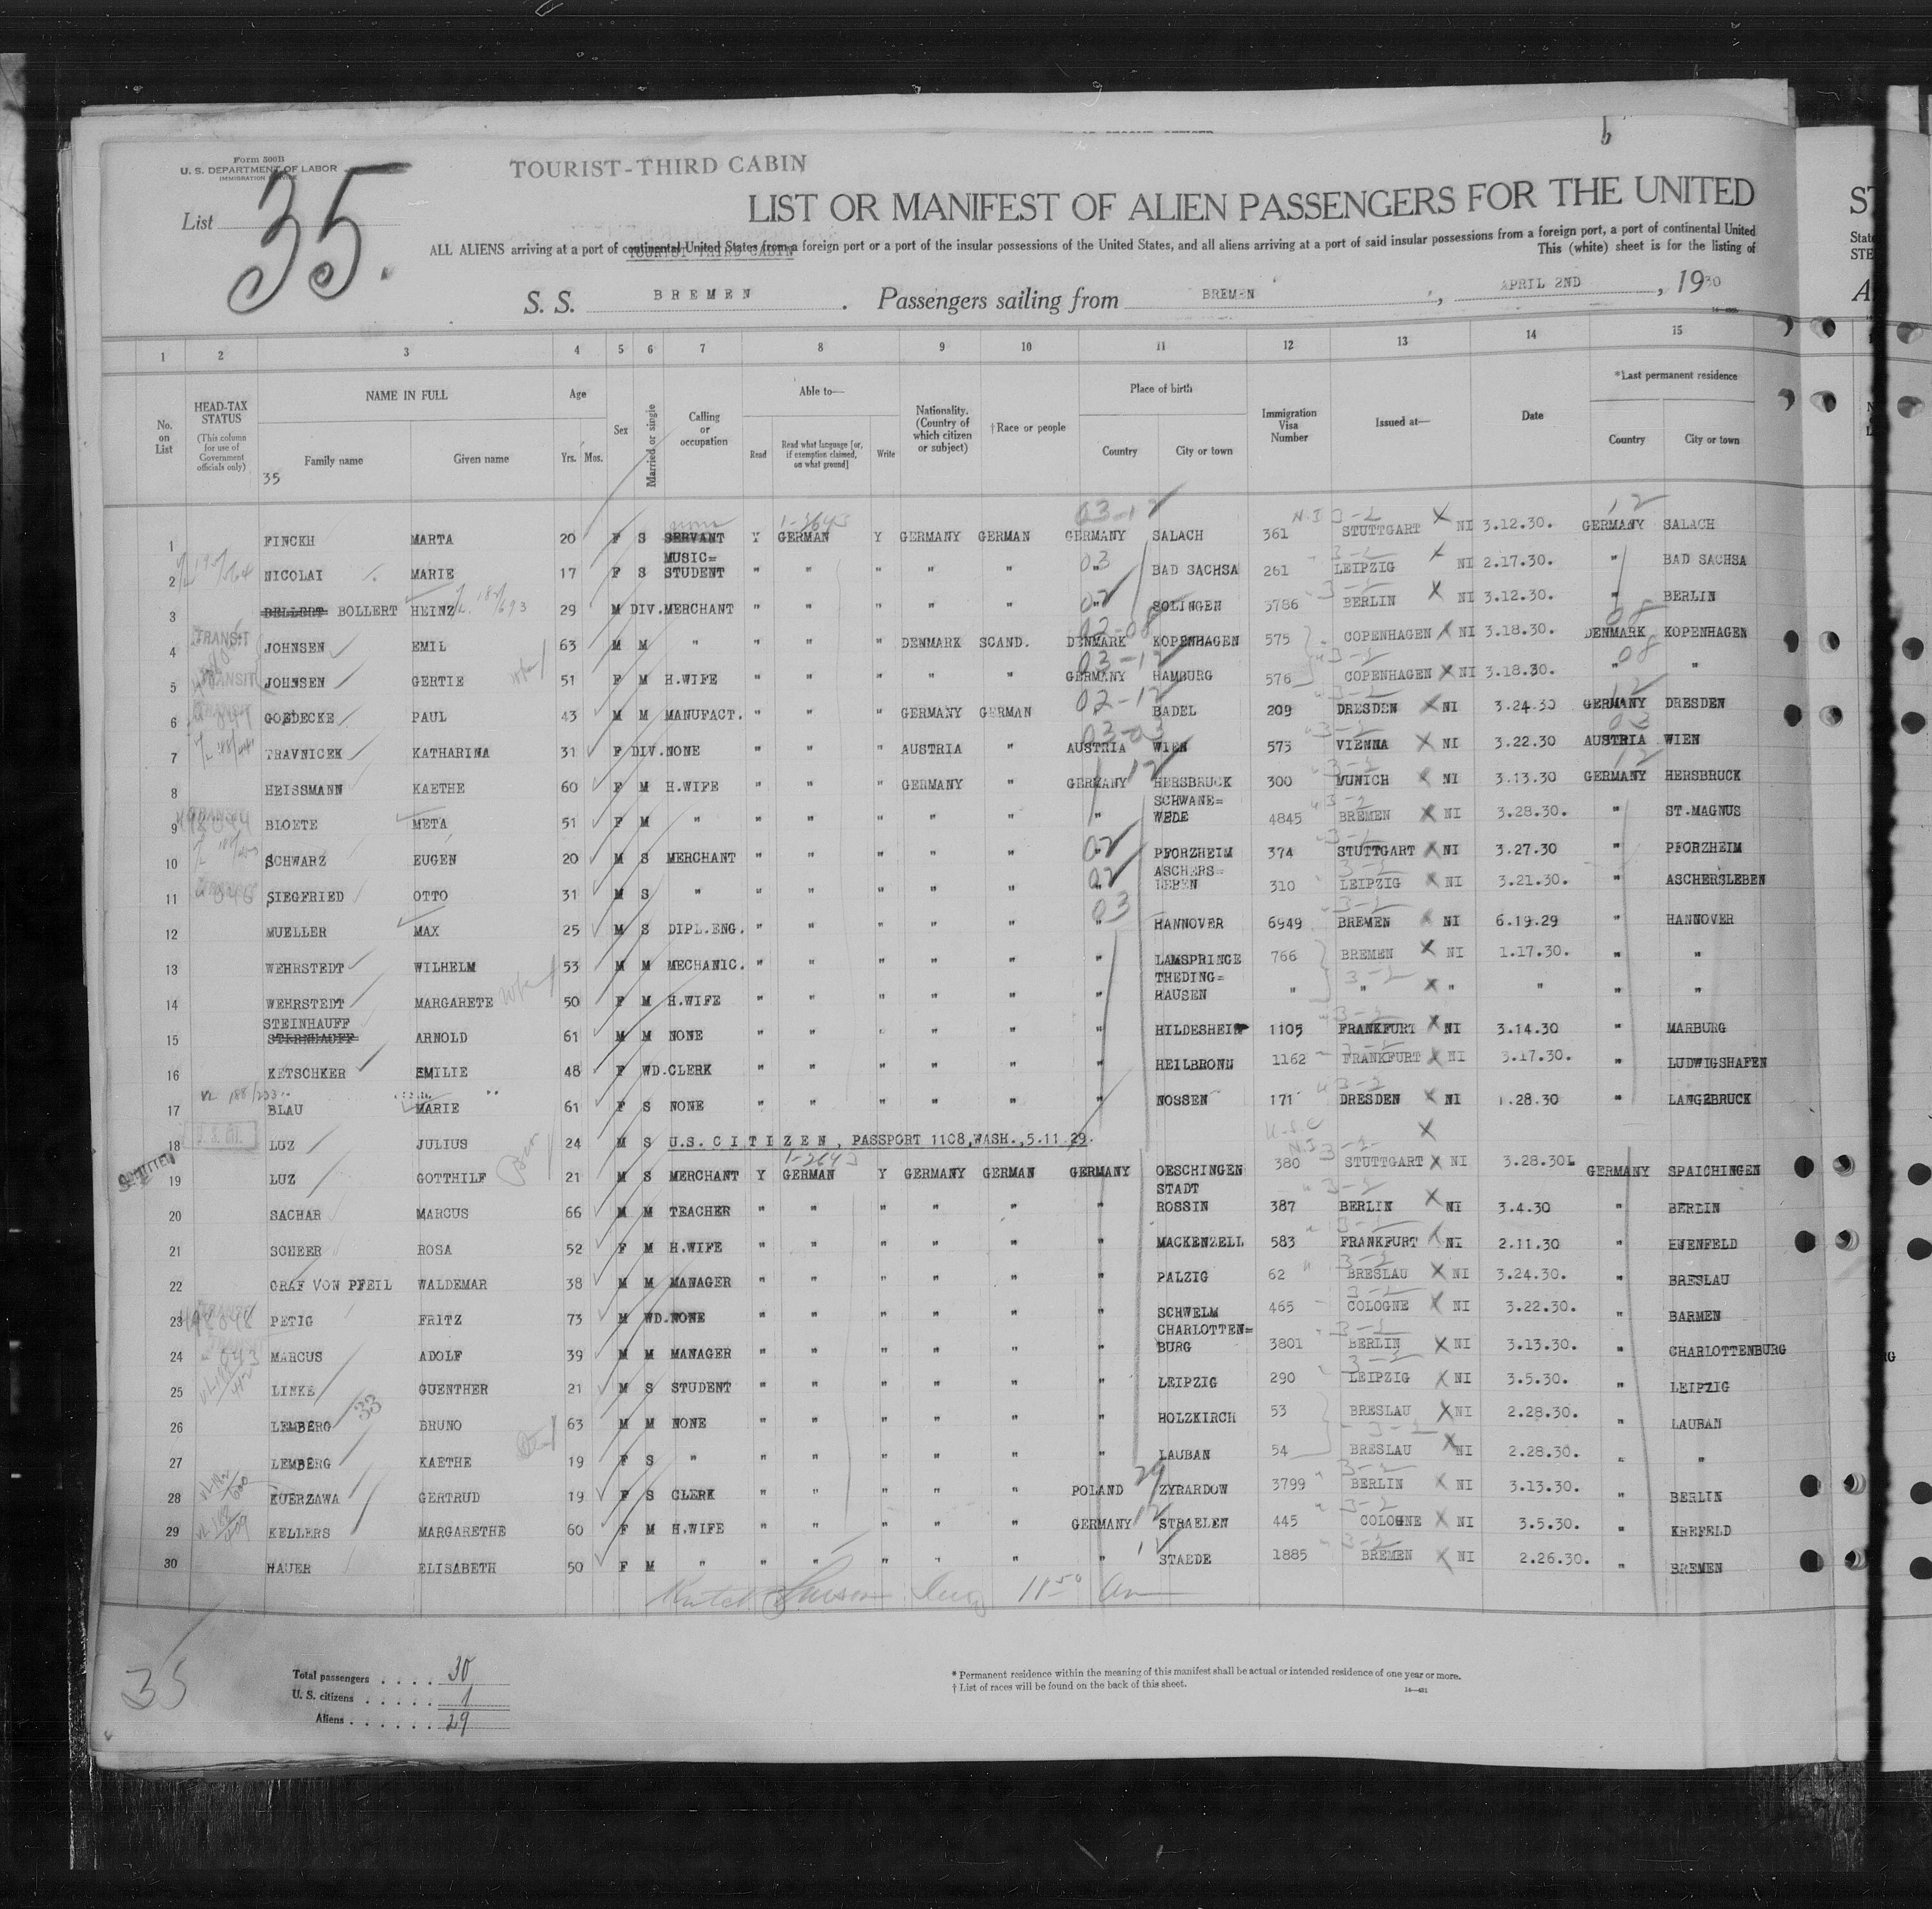 Form 500B
U. S. DEPARTMENT OF LABOR
IMMIGRATION SERVICE
TOURIST-THIRD CABIN
List 35.
LIST OR MANIFEST OF ALIEN PASSENGERS FOR THE UNITED
ALL ALIENS arriving at a port of continental United States from a foreign port or a port of the insular possessions of the United States, and all aliens arriving at a port of said insular possessions from a foreign port, a port of continental United
TOURIST THIRD CABIN This (white) sheet is for the listing of
S. S. BREMEN . Passengers sailing from BREMEN , APRIL 2ND , 1930
1 2 3 4 5 6 7 8 9 10 11 12 13 14 15
No. on List
HEAD-TAX STATUS (This column for use of Government officials only)
NAME IN FULL Family name Given name
35
Age Yrs. Mos.
Sex
Married or single
Calling or occupation
Able to— Read Read what language [or, if exemption claimed, on what ground] Write
Nationality. (Country of which citizen or subject)
†Race or people
Place of birth Country City or town
Immigration Visa Number
Issued at—
Date
*Last permanent residence Country City or town
1 FINCKH MARTA 20 F S SERVANT Y GERMAN Y GERMANY GERMAN GERMANY SALACH 361 STUTTGART NI 3.12.30. GERMANY SALACH
2 NICOLAI MARIE 17 F S MUSIC= STUDENT " " " " " " BAD SACHSA 261 LEIPZIG NI 2.17.30. " BAD SACHSA
3 DELLERT BOLLERT HEINZ 29 M DIV. MERCHANT " " " " " " SOLINGEN 3786 BERLIN NI 3.12.30. " BERLIN
4 TRANSIT JOHNSEN EMIL 63 M M " " " " DENMARK SCAND. DENMARK KOPENHAGEN 575 COPENHAGEN NI 3.18.30. DENMARK KOPENHAGEN
5 TRANSIT JOHNSEN GERTIE 51 F M H.WIFE " " " " " GERMANY HAMBURG 576 COPENHAGEN NI 3.18.30. " "
6 GOEDECKE PAUL 43 M M MANUFACT. " " " GERMANY GERMAN " BADEL 209 DRESDEN NI 3.24.30 GERMANY DRESDEN
7 TRAVNICEK KATHARINA 31 F DIV. NONE " " " AUSTRIA " AUSTRIA WIEN 573 VIENNA NI 3.22.30 AUSTRIA WIEN
8 HEISSMANN KAETHE 60 F M H.WIFE " " " GERMANY " GERMANY HERSBRUCK 300 MUNICH NI 3.13.30 GERMANY HERSBRUCK
9 BLOETE META 51 F M " " " " " " " SCHWANE= WEDE 4845 BREMEN NI 3.28.30. " ST.MAGNUS
10 SCHWARZ EUGEN 20 M S MERCHANT " " " " " " PFORZHEIM 374 STUTTGART NI 3.27.30 " PFORZHEIM
11 SIEGFRIED OTTO 31 M S " " " " " " " ASCHERS= LEBEN 310 LEIPZIG NI 3.21.30. " ASCHERSLEBEN
12 MUELLER MAX 25 M S DIPL.ENG. " " " " " " HANNOVER 6949 BREMEN NI 6.19.29 " HANNOVER
13 WEHRSTEDT WILHELM 53 M M MECHANIC. " " " " " " LAMSPRINGE 766 BREMEN NI 1.17.30. " "
14 WEHRSTEDT MARGARETE 50 F M H.WIFE " " " " " " THEDING= HAUSEN " " " " " "
15 STEINHAUFF ARNOLD 61 M M NONE " " " " " " HILDESHEIM 1105 FRANKFURT NI 3.14.30 " MARBURG
16 KETSCHKER EMILIE 48 F WD. CLERK " " " " " " HEILBRONN 1162 FRANKFURT NI 3.17.30. " LUDWIGSHAFEN
17 BLAU MARIE 61 F S NONE " " " " " " NOSSEN 171 DRESDEN NI 1.28.30 " LANGEBRUCK
18 LUZ JULIUS 24 M S U.S. CITIZEN, PASSPORT 1108, WASH., 5.11.29.
19 LUZ GOTTHILF 21 M S MERCHANT Y GERMAN Y GERMANY GERMAN GERMANY OESCHINGEN 380 STUTTGART NI 3.28.30 GERMANY SPAICHINGEN
20 SACHAR MARCUS 66 M M TEACHER " " " " " " STADT ROSSIN 387 BERLIN NI 3.4.30 " BERLIN
21 SCHEER ROSA 52 F M H.WIFE " " " " " " MACKENZELL 583 FRANKFURT NI 2.11.30 " HUENFELD
22 GRAF VON PFEIL WALDEMAR 38 M M MANAGER " " " " " " PALZIG 62 BRESLAU NI 3.24.30. " BRESLAU
23 PETIG FRITZ 73 M WD. NONE " " " " " " SCHWELM 465 COLOGNE NI 3.22.30. " BARMEN
24 MARCUS ADOLF 39 M M MANAGER " " " " " " CHARLOTTEN= BURG 3801 BERLIN NI 3.13.30. " CHARLOTTENBURG
25 LINKE GUENTHER 21 M S STUDENT " " " " " " LEIPZIG 290 LEIPZIG NI 3.5.30. " LEIPZIG
26 LEMBERG BRUNO 63 M M NONE " " " " " " HOLZKIRCH 53 BRESLAU NI 2.28.30. " LAUBAN
27 LEMBERG KAETHE 19 F S " " " " " " " LAUBAN 54 BRESLAU NI 2.28.30. " "
28 KUERZAWA GERTRUD 19 F S CLERK " " " " " POLAND ZYRARDOW 3799 BERLIN NI 3.13.30. " BERLIN
29 KELLERS MARGARETHE 60 F M H.WIFE " " " " " GERMANY STRAELEN 445 COLOGNE NI 3.5.30. " KREFELD
30 HAUER ELISABETH 50 F M " " " " " " " STAEDE 1885 BREMEN NI 2.26.30. " BREMEN
35
Total passengers . . . . 30
U. S. citizens . . . . . 1
Aliens . . . . . . 29
* Permanent residence within the meaning of this manifest shall be actual or intended residence of one year or more.
† List of races will be found on the back of this sheet.